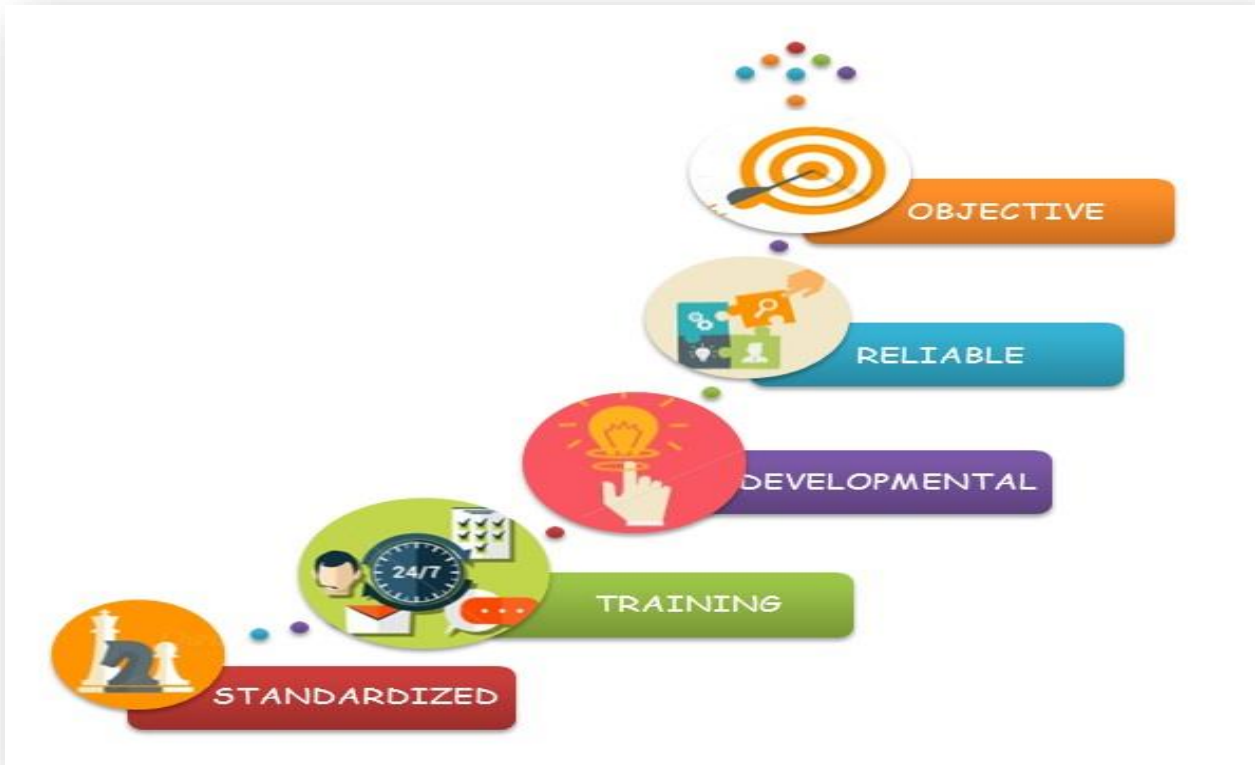 OBJECTIVE
RELIABLE
DEVELOPMENTAL
24/7
TRAINING
STANDARDIZED